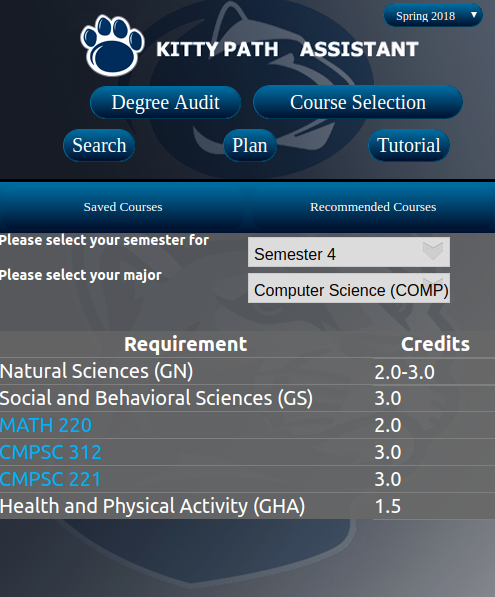 Spring 2018
KITTY PATH ASSISTANT
Degree Audit Course Selection
Search Plan Tutorial
Saved Courses Recommended Courses
Please select your semester for
Semester 4
Please select your major
Computer Science (COMP)
Requirement Credits
Natural Sciences (GN) 2.0-3.0
Social and Behavioral Sciences (GS) 3.0
MATH 220 2.0
CMPSC 312 3.0
CMPSC 221 3.0
Health and Physical Activity (GHA) 1.5